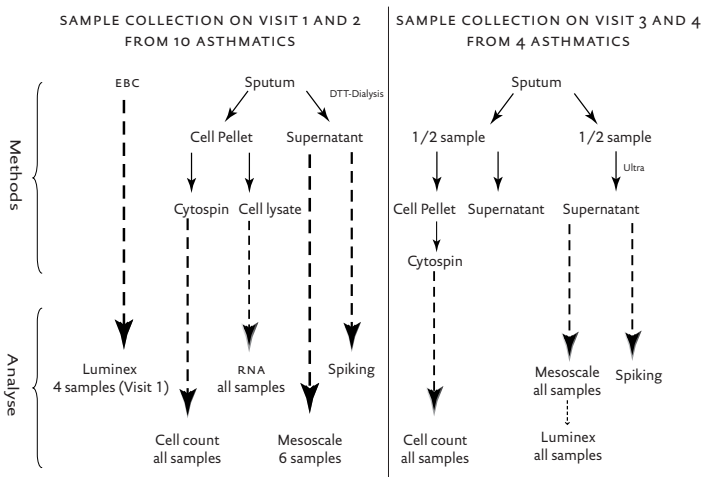 SAMPLE COLLECTION ON VISIT 1 AND 2
FROM 10 ASTHMATICS
EBC
Sputum
DTT-Dialysis
Cell Pellet
Supernatant
Cytospin
Cell lysate
Methods
Analyse
Luminex
4 samples (Visit 1)
RNA
all samples
Spiking
Cell count
all samples
Mesoscale
6 samples
SAMPLE COLLECTION ON VISIT 3 AND 4
FROM 4 ASTHMATICS
Sputum
1/2 sample
1/2 sample
Ultra
Cell Pellet
Supernatant
Supernatant
Cytospin
Mesoscale
all samples
Spiking
Cell count
all samples
Luminex
all samples